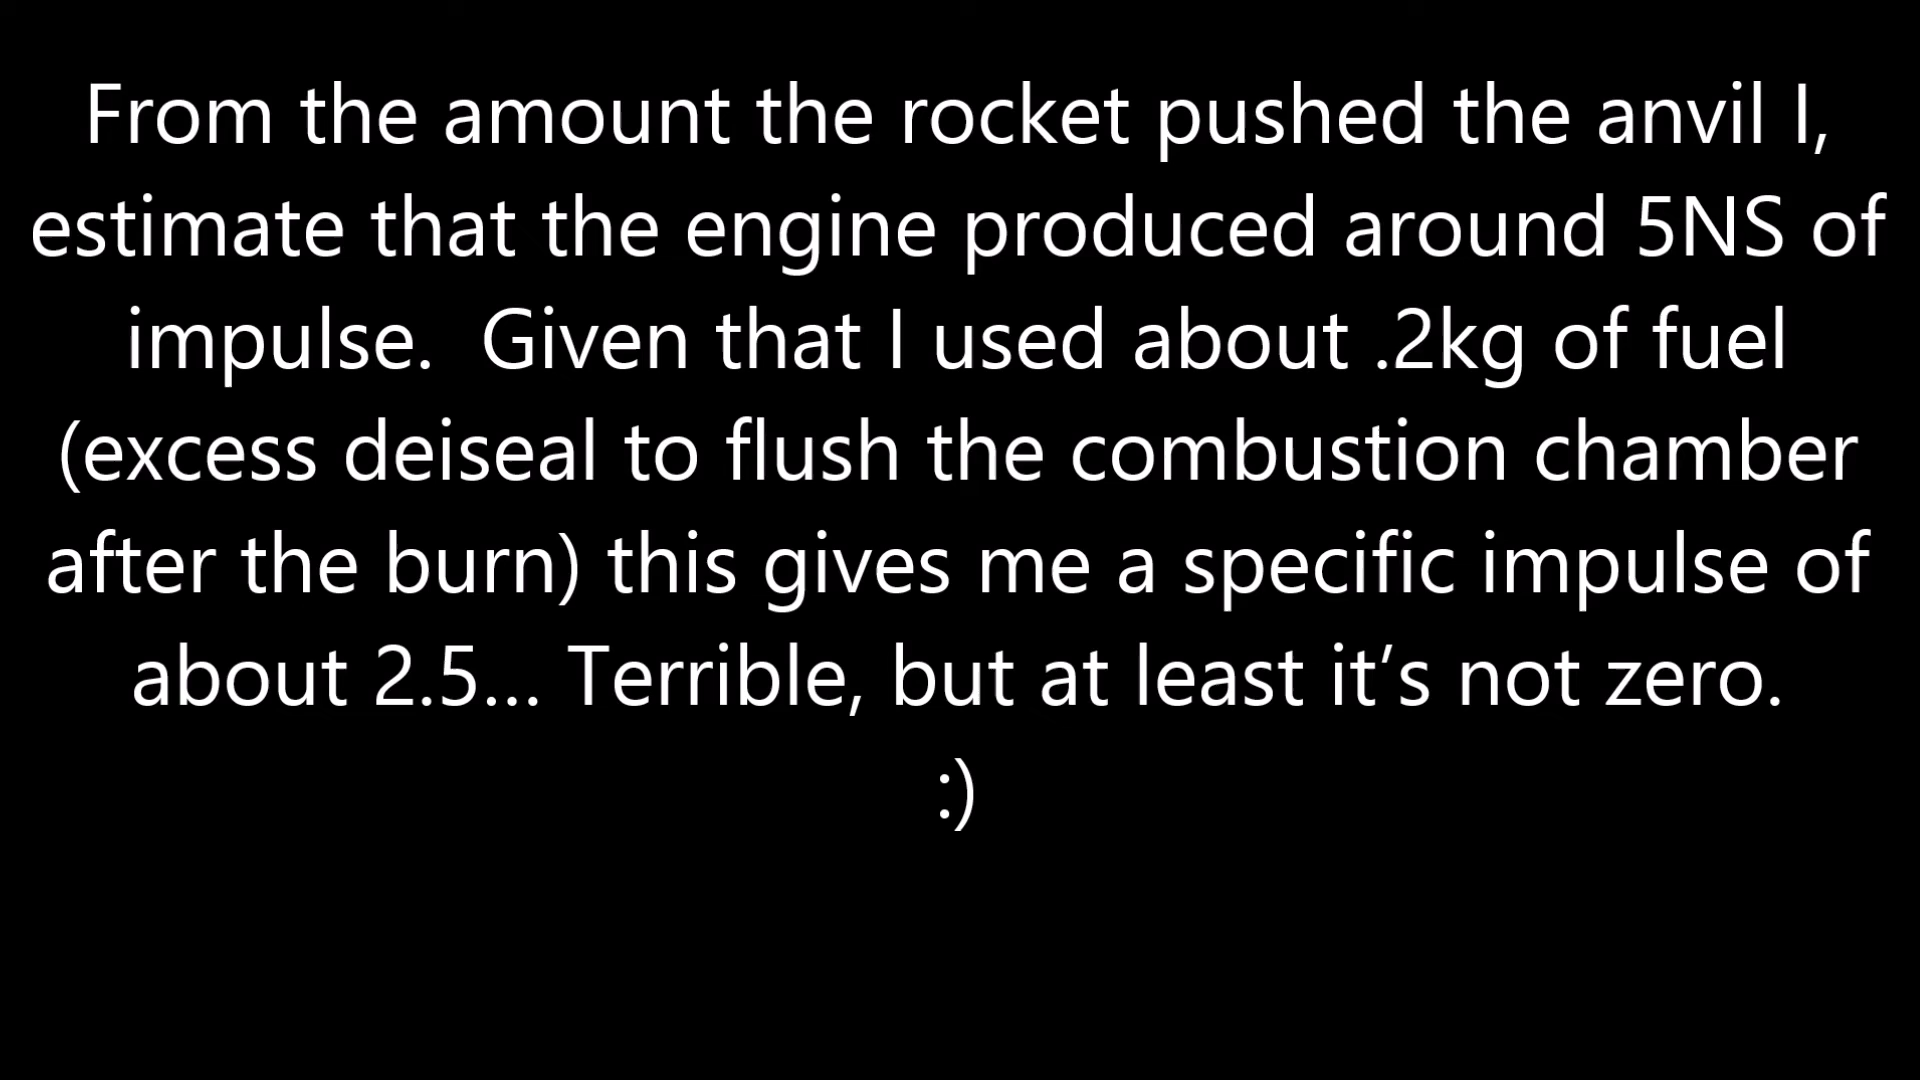 From the amount the rocket pushed the anvil I,
estimate that the engine produced around 5NS of
impulse.  Given that I used about .2kg of fuel
(excess deiseal to flush the combustion chamber
after the burn) this gives me a specific impulse of
about 2.5... Terrible, but at least it’s not zero.
:)